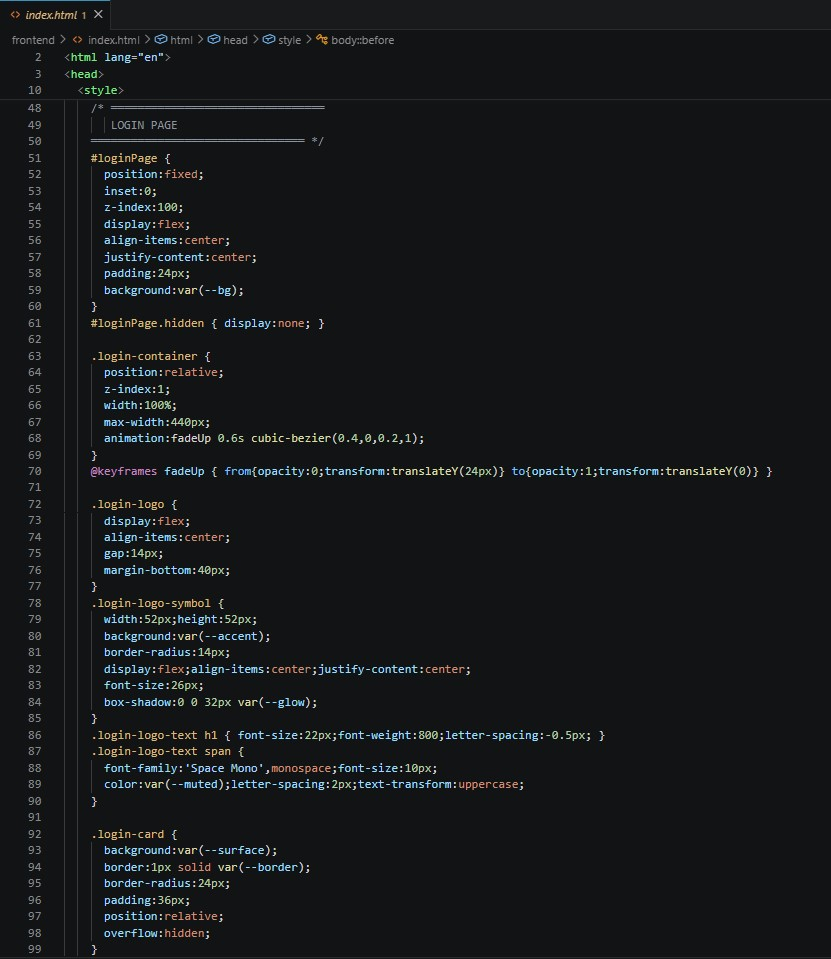 index.html 1
frontend > index.html > html > head > style > body::before
2 <html lang="en">
3 <head>
10 <style>
48 /* ════════════════════════════════
49 LOGIN PAGE
50 ════════════════════════════════ */
51 #loginPage {
52 position:fixed;
53 inset:0;
54 z-index:100;
55 display:flex;
56 align-items:center;
57 justify-content:center;
58 padding:24px;
59 background:var(--bg);
60 }
61 #loginPage.hidden { display:none; }
62
63 .login-container {
64 position:relative;
65 z-index:1;
66 width:100%;
67 max-width:440px;
68 animation:fadeUp 0.6s cubic-bezier(0.4,0,0.2,1);
69 }
70 @keyframes fadeUp { from{opacity:0;transform:translateY(24px)} to{opacity:1;transform:translateY(0)} }
71
72 .login-logo {
73 display:flex;
74 align-items:center;
75 gap:14px;
76 margin-bottom:40px;
77 }
78 .login-logo-symbol {
79 width:52px;height:52px;
80 background:var(--accent);
81 border-radius:14px;
82 display:flex;align-items:center;justify-content:center;
83 font-size:26px;
84 box-shadow:0 0 32px var(--glow);
85 }
86 .login-logo-text h1 { font-size:22px;font-weight:800;letter-spacing:-0.5px; }
87 .login-logo-text span {
88 font-family:'Space Mono',monospace;font-size:10px;
89 color:var(--muted);letter-spacing:2px;text-transform:uppercase;
90 }
91
92 .login-card {
93 background:var(--surface);
94 border:1px solid var(--border);
95 border-radius:24px;
96 padding:36px;
97 position:relative;
98 overflow:hidden;
99 }